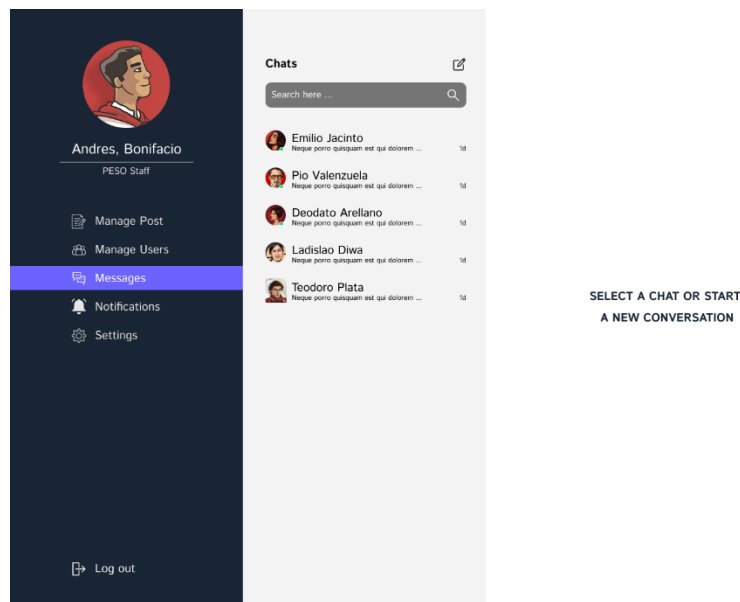 Andres, Bonifacio
PESO Staff
Manage Post
Manage Users
Messages
Notifications
Settings
Log out
Chats
Search here ...
Emilio Jacinto
Neque porro quisquam est qui dolorem ...
1d
Pio Valenzuela
Neque porro quisquam est qui dolorem ...
1d
Deodato Arellano
Neque porro quisquam est qui dolorem ...
1d
Ladislao Diwa
Neque porro quisquam est qui dolorem ...
1d
Teodoro Plata
Neque porro quisquam est qui dolorem ...
1d
SELECT A CHAT OR START
A NEW CONVERSATION